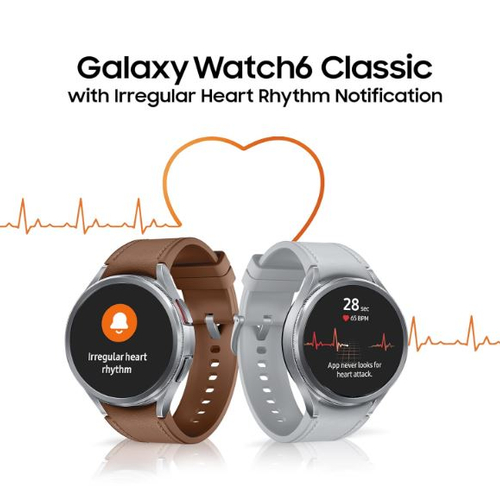 Galaxy Watch6 Classic
with Irregular Heart Rhythm Notification
Irregular heart
rhythm
28 sec
65 BPM
App never looks for
heart attack.